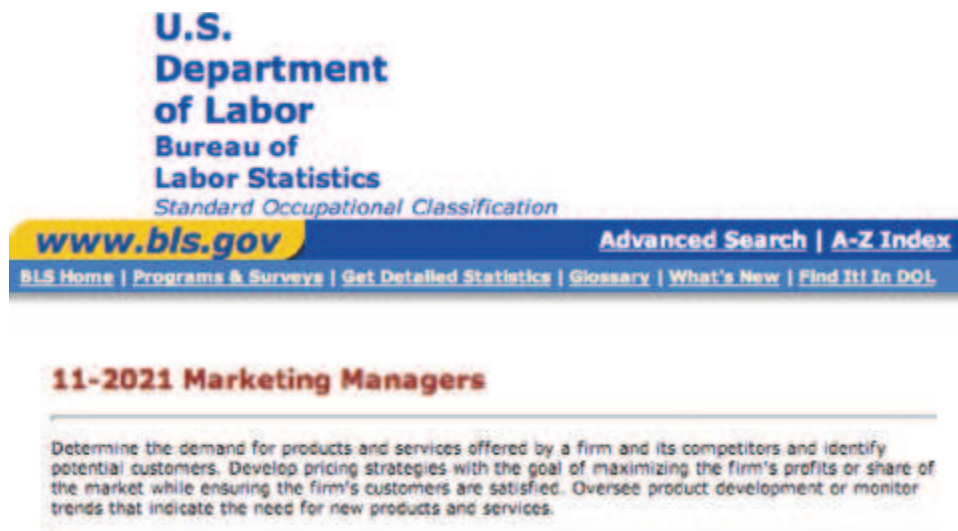 U.S.
Department
of Labor
Bureau of
Labor Statistics
Standard Occupational Classification
www.bls.gov
Advanced Search | A-Z Index
BLS Home | Programs & Surveys | Get Detailed Statistics | Glossary | What's New | Find It! In DOL
11-2021 Marketing Managers
Determine the demand for products and services offered by a firm and its competitors and identify
potential customers. Develop pricing strategies with the goal of maximizing the firm's profits or share of
the market while ensuring the firm's customers are satisfied. Oversee product development or monitor
trends that indicate the need for new products and services.